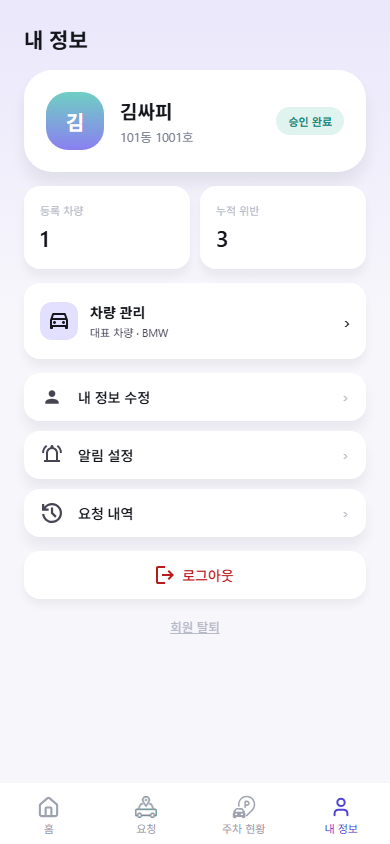 내 정보
김
김싸피
101동 1001호
승인 완료
등록 차량
1
누적 위반
3
차량 관리
대표 차량 · BMW
내 정보 수정
알림 설정
요청 내역
로그아웃
회원 탈퇴
홈
요청
P
주차 현황
내 정보